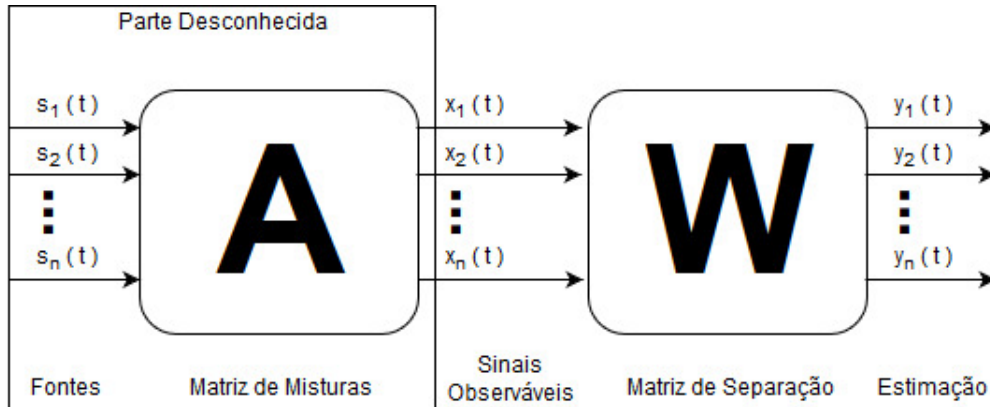 Parte Desconhecida
s₁ (t)
s₂ (t)
sₙ (t)
A
x₁ (t)
x₂ (t)
xₙ (t)
W
y₁ (t)
y₂ (t)
yₙ (t)
Fontes
Matriz de Misturas
Sinais
Observáveis
Matriz de Separação
Estimação